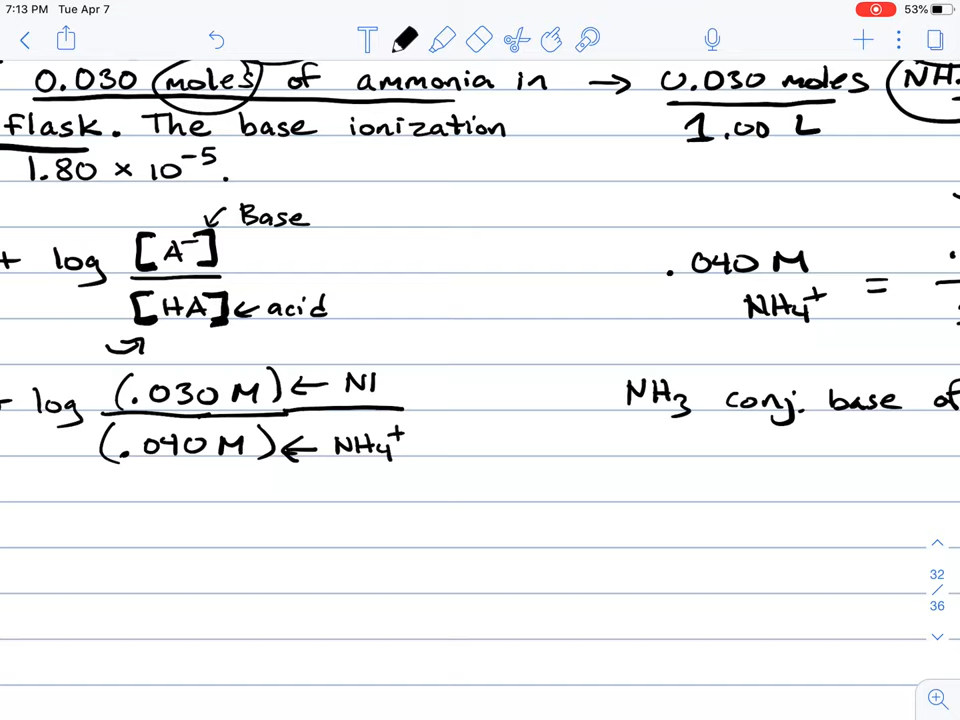 7:13 PM Tue Apr 7
53%
T
0.030 moles of ammonia in → 0.030 moles
flask. The base ionization 1.00 L
1.80 × 10⁻⁵.
↙ Base
+ log [A⁻]
[HA] ← acid
.040 M
NH₄⁺ =
+ log (.030 M) ← NI
(.040 M) ← NH₄⁺
NH₃ conj. base of
32
/
36